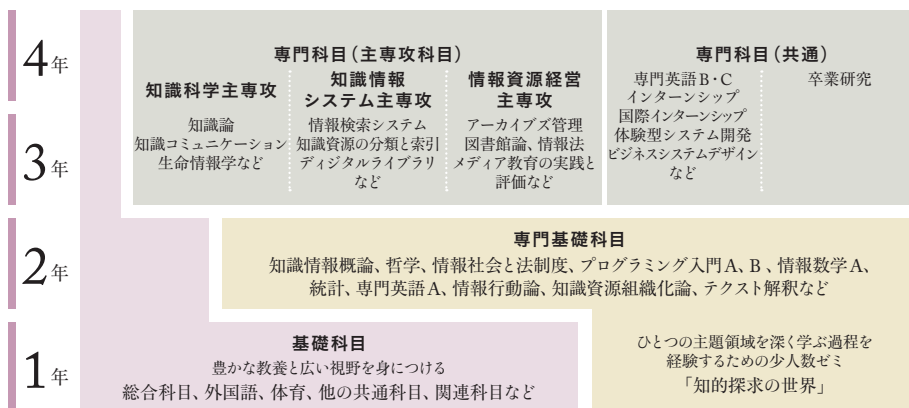 4年
専門科目（主専攻科目）
知識科学主専攻
知識論
知識コミュニケーション
生命情報学など
知識情報
システム主専攻
情報検索システム
知識資源の分類と索引
ディジタルライブラリ
など
情報資源経営
主専攻
アーカイブズ管理
図書館論、情報法
メディア教育の実践と
評価など
専門科目（共通）
専門英語B・C
インターンシップ
国際インターンシップ
体験型システム開発
ビジネスシステムデザイン
など
卒業研究
3年
2年
専門基礎科目
知識情報概論、哲学、情報社会と法制度、プログラミング入門A、B、情報数学A、
統計、専門英語A、情報行動論、知識資源組織化論、テクスト解釈など
1年
基礎科目
豊かな教養と広い視野を身につける
総合科目、外国語、体育、他の共通科目、関連科目など
ひとつの主題領域を深く学ぶ過程を
経験するための少人数ゼミ
「知的探求の世界」